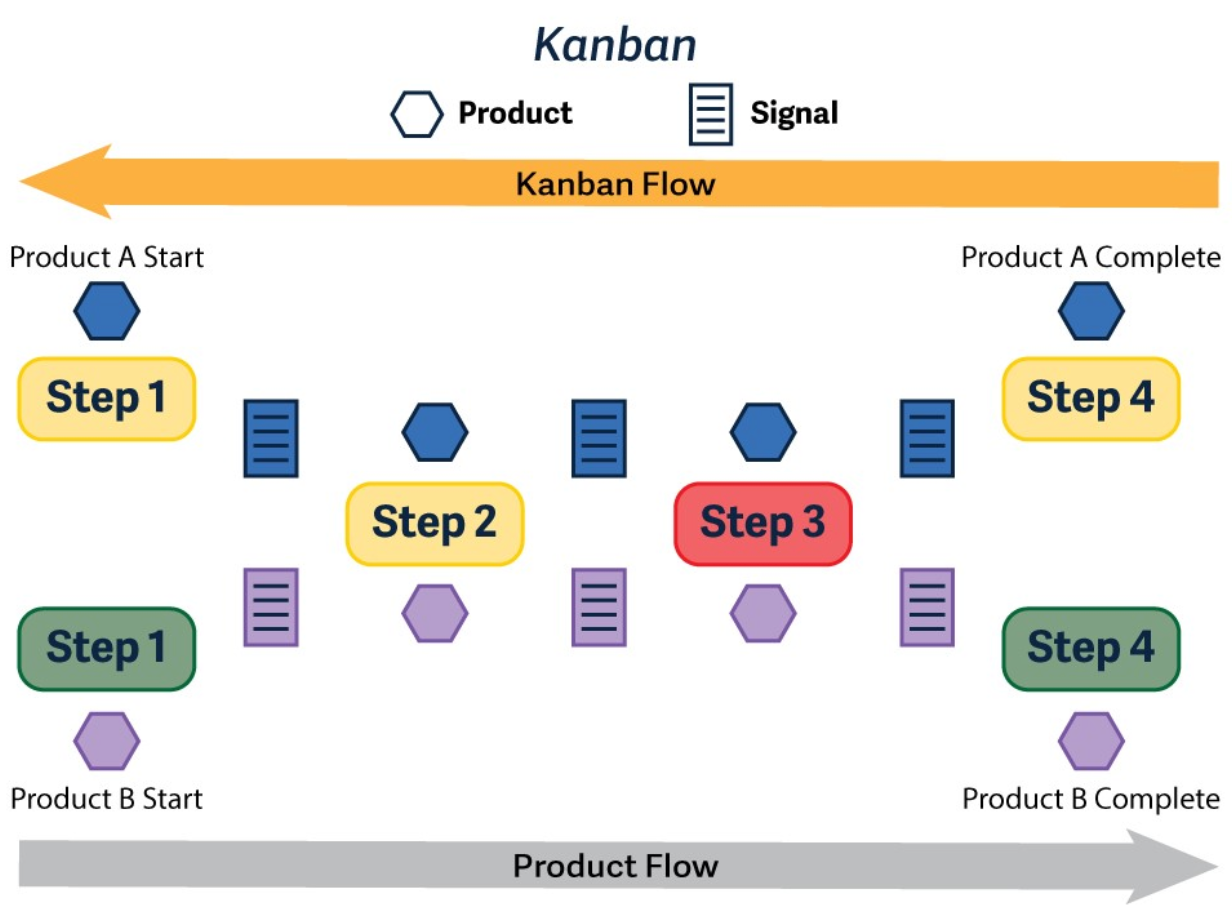 Kanban
Product
Signal
Kanban Flow
Product A Start
Product A Complete
Step 1
Step 4
Step 2
Step 3
Step 1
Step 4
Product B Start
Product B Complete
Product Flow